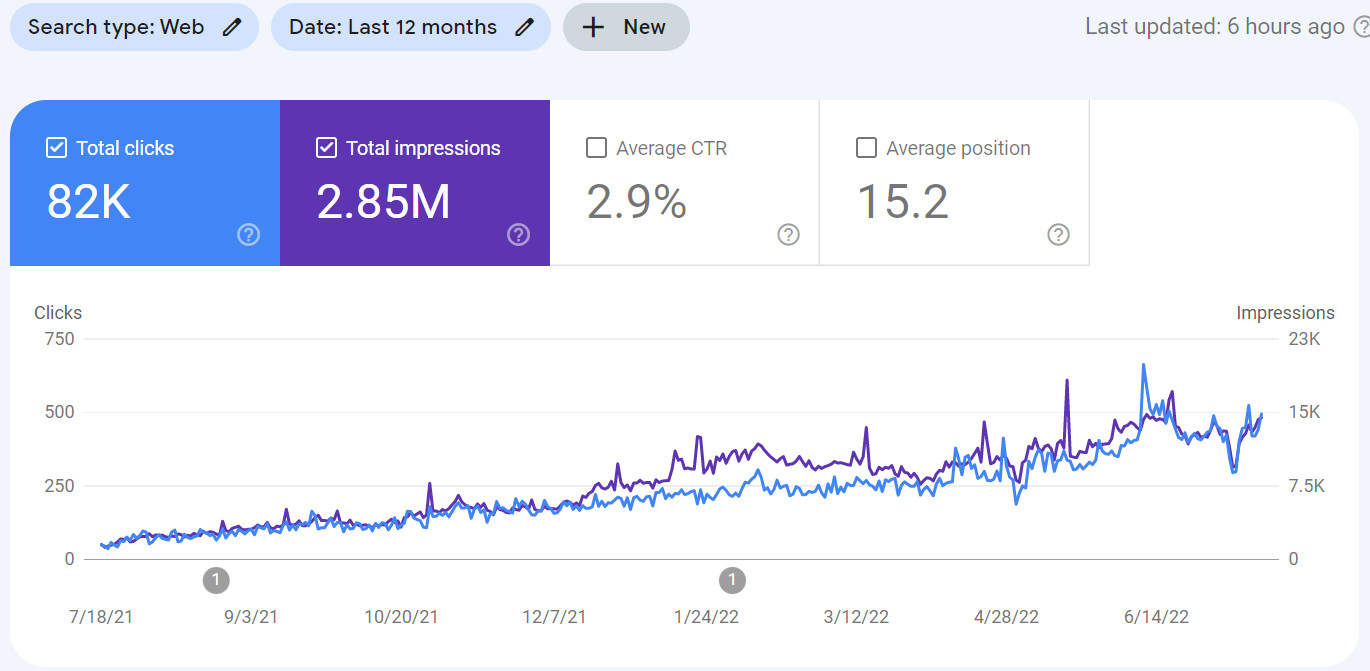 Search type: Web Date: Last 12 months + New Last updated: 6 hours ago ?
Total clicks Total impressions Average CTR Average position
82K 2.85M 2.9% 15.2
? ? ? ?
Clicks Impressions
750 23K
500 15K
250 7.5K
0 0
1 1
7/18/21 9/3/21 10/20/21 12/7/21 1/24/22 3/12/22 4/28/22 6/14/22